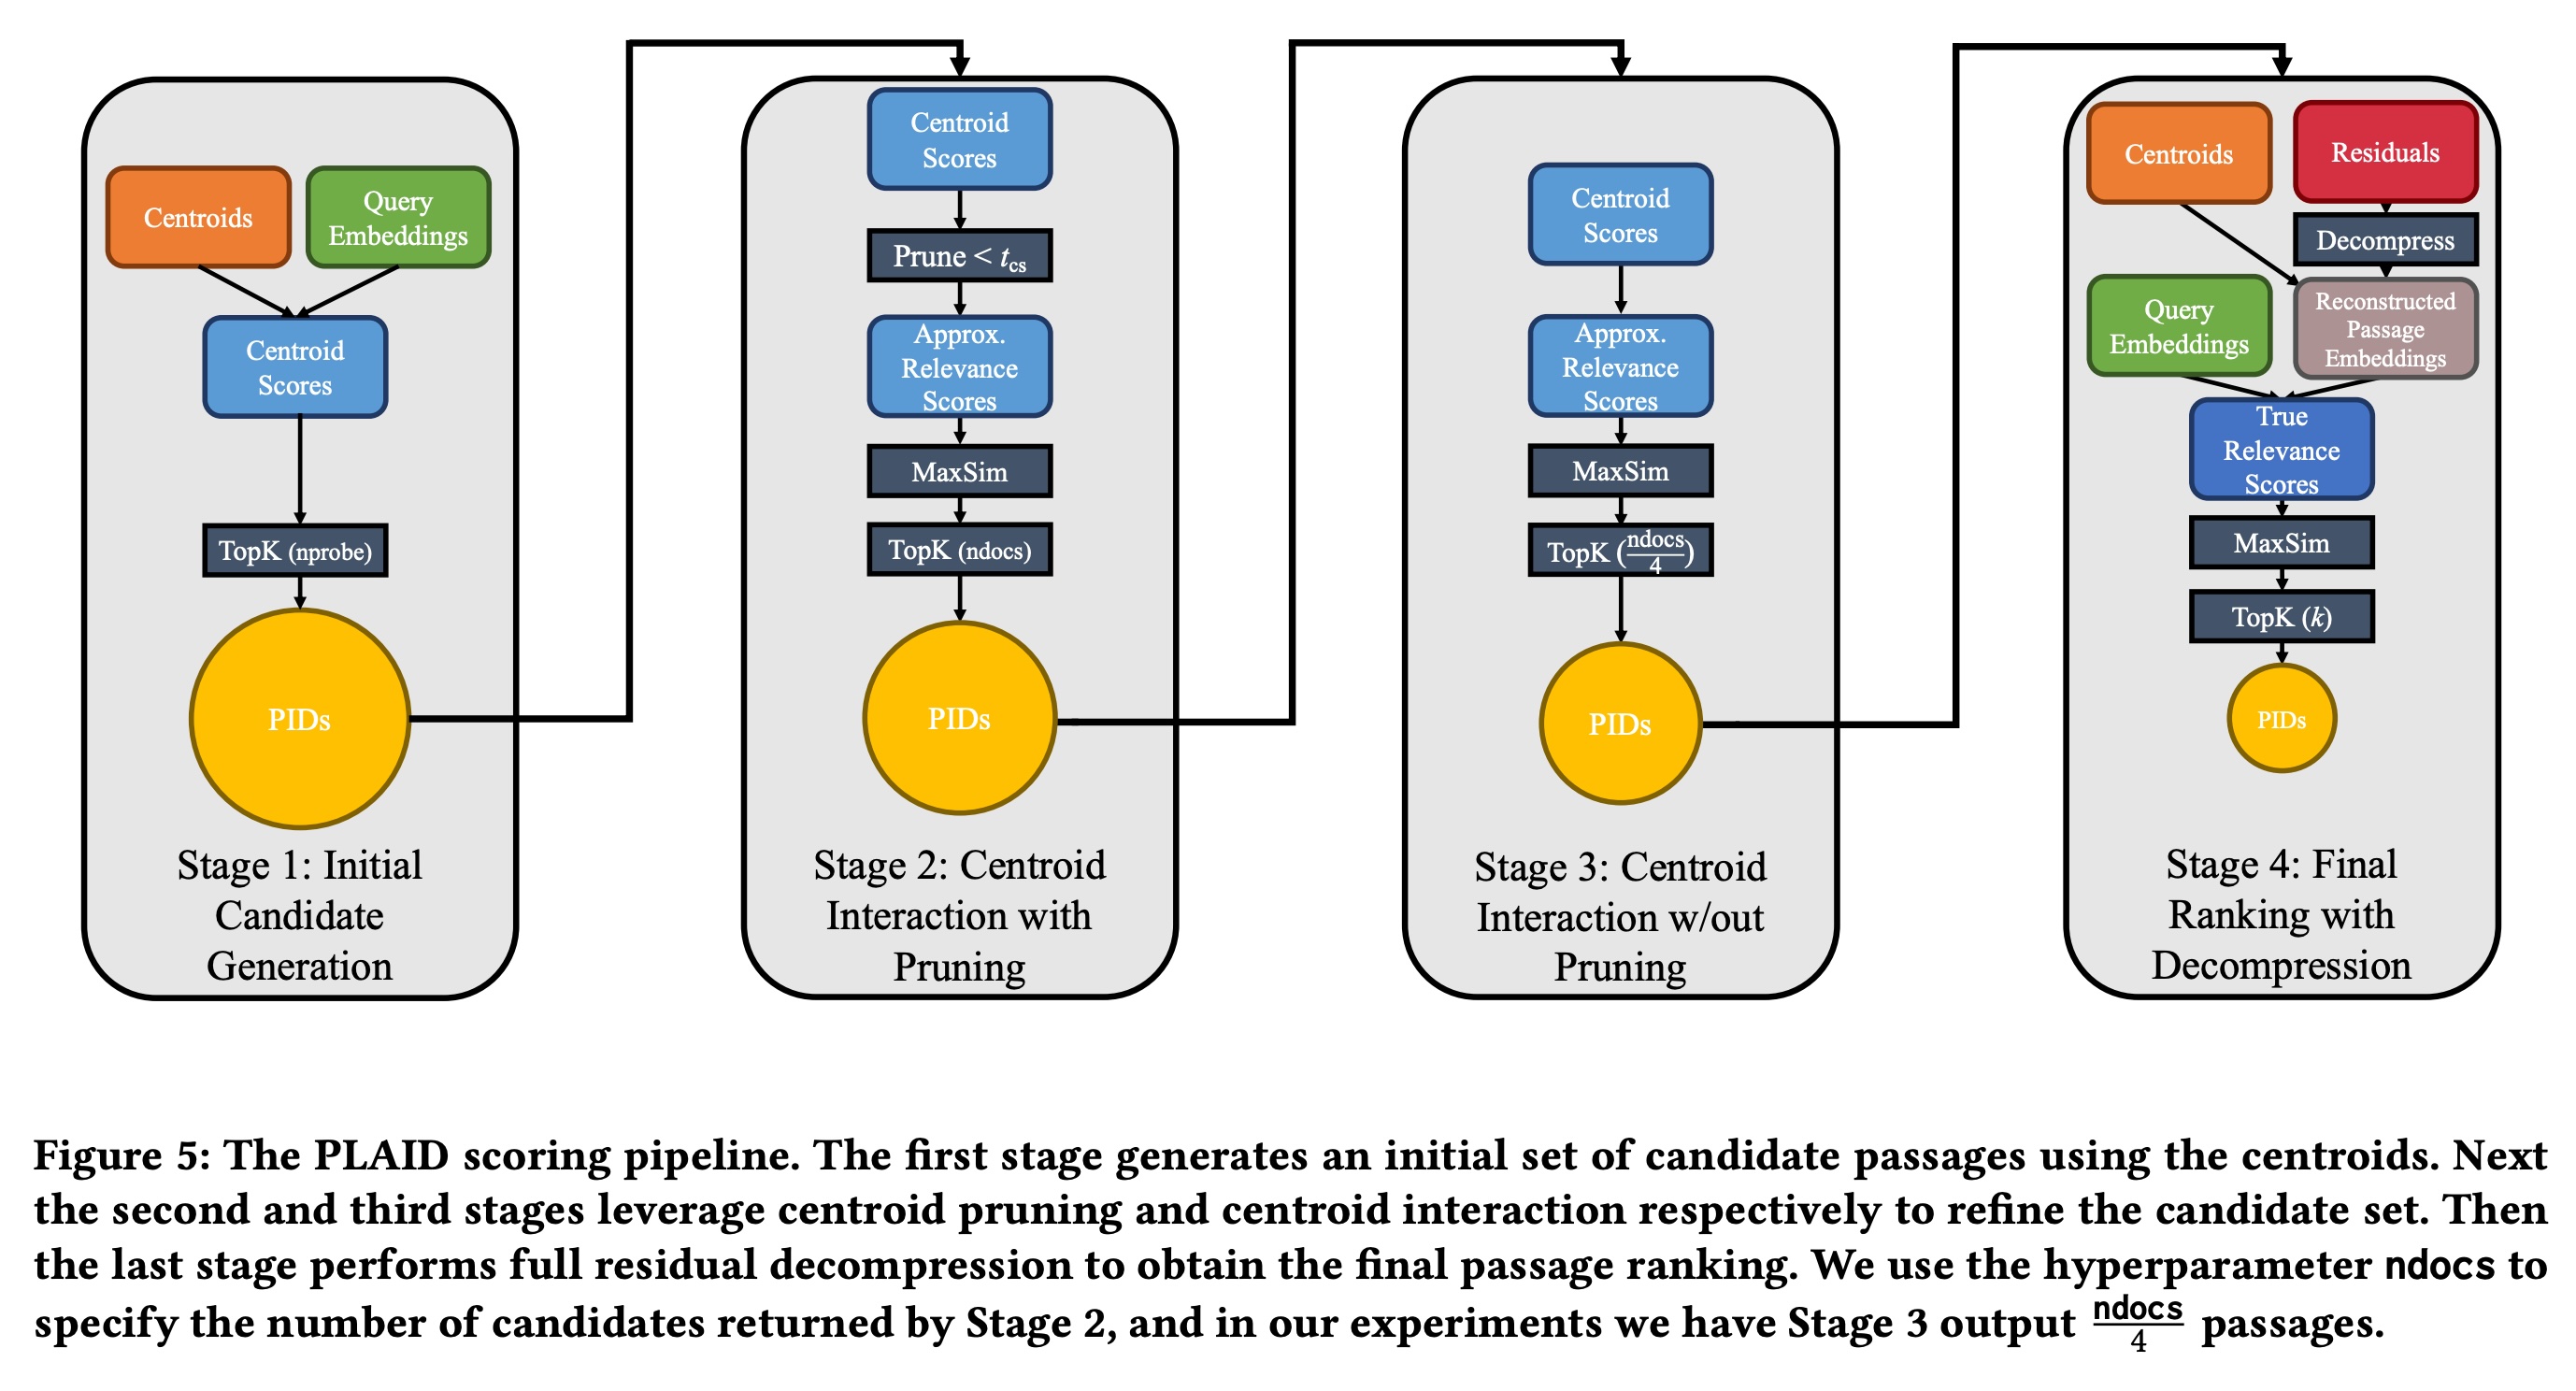 Centroids
Query
Embeddings
Centroid
Scores
TopK (nprobe)
PIDs
Stage 1: Initial
Candidate
Generation
Centroid
Scores
Prune < tcs
Approx.
Relevance
Scores
MaxSim
TopK (ndocs)
PIDs
Stage 2: Centroid
Interaction with
Pruning
Centroid
Scores
Approx.
Relevance
Scores
MaxSim
TopK (ndocs/4)
PIDs
Stage 3: Centroid
Interaction w/out
Pruning
Centroids
Residuals
Decompress
Query
Embeddings
Reconstructed
Passage
Embeddings
True
Relevance
Scores
MaxSim
TopK (k)
PIDs
Stage 4: Final
Ranking with
Decompression
Figure 5: The PLAID scoring pipeline. The first stage generates an initial set of candidate passages using the centroids. Next
the second and third stages leverage centroid pruning and centroid interaction respectively to refine the candidate set. Then
the last stage performs full residual decompression to obtain the final passage ranking. We use the hyperparameter ndocs to
specify the number of candidates returned by Stage 2, and in our experiments we have Stage 3 output ndocs/4 passages.